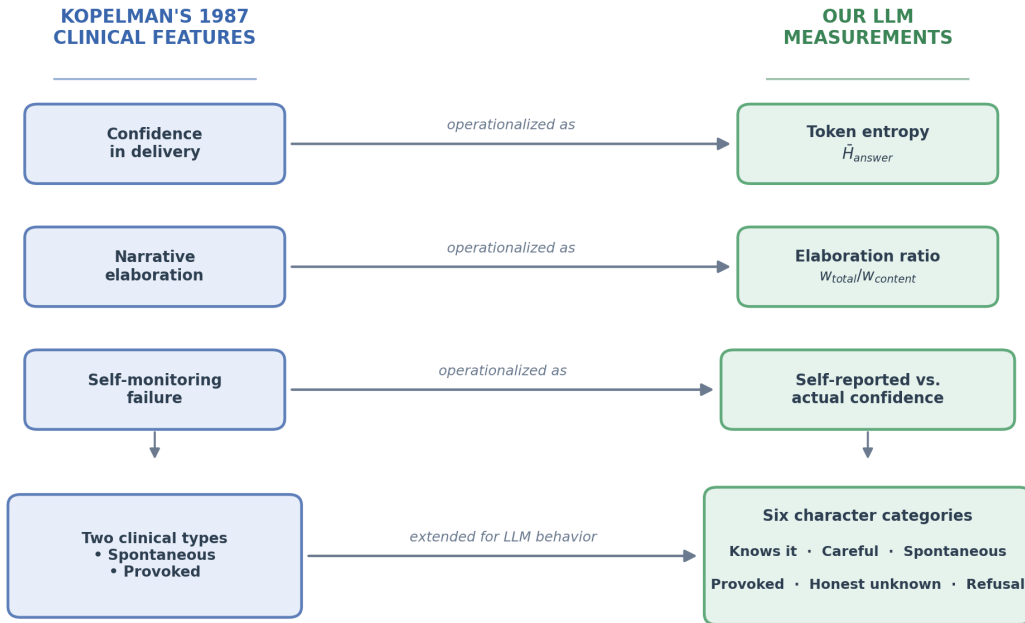 KOPELMAN'S 1987
CLINICAL FEATURES
OUR LLM
MEASUREMENTS
Confidence
in delivery
operationalized as
Token entropy
H̄answer
Narrative
elaboration
operationalized as
Elaboration ratio
wtotal/wcontent
Self-monitoring
failure
operationalized as
Self-reported vs.
actual confidence
Two clinical types
• Spontaneous
• Provoked
extended for LLM behavior
Six character categories
Knows it · Careful · Spontaneous
Provoked · Honest unknown · Refusal